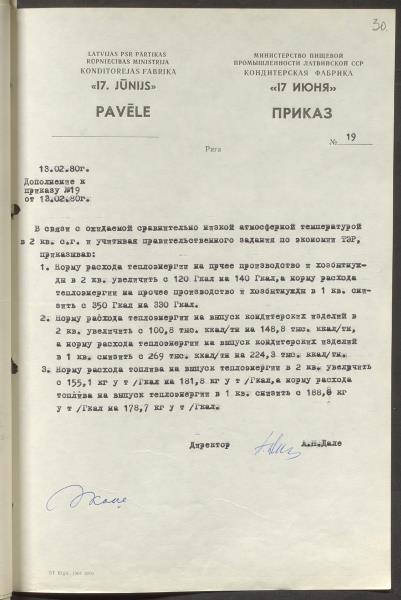 30.
LATVIJAS PSR PĀRTIKAS
RŪPNIECĪBAS MINISTRIJA
KONDITOREJAS FABRIKA
«17. JŪNIJS»
PAVĒLE
МИНИСТЕРСТВО ПИЩЕВОЙ
ПРОМЫШЛЕННОСТИ ЛАТВИЙСКОЙ ССР
КОНДИТЕРСКАЯ ФАБРИКА
«17 ИЮНЯ»
ПРИКАЗ
№ 19
Рига
13.02.80г.
Дополнение к
приказу №19
от 13.02.80г.
В связи с ожидаемой сравнительно низкой атмосферной температурой
в 2 кв. с.г. и учитывая правительственного задания по экономии ТЭР,
приказываю:
1. Норму расхода теплоэнергии на прчее производство и хозбытнуж-
ды в 2 кв. увеличить с 120 Гкал на 140 Гкал,а норму расхода
теплоэнергии на прочее производство и хозбытнужды в 1 кв. сни-
зить с 350 Гкал на 330 Гкал.
2. Норму расхода теплоэнергии на выпуск кондитерских изделий в
2 кв. увеличить с 100,8 тыс. ккал/тн на 148,8 тыс. ккал/тн,
а норму расхода теплоэнергии на выпуск кондитерских изделий
в 1 кв. снизить с 269 тыс. ккал/тн на 224,3 тыс. ккал/тн.
3. Норму расхода топлива на выпуск теплоэнергии в 2 кв. увеличить
с 155,1 кг у т /Гкал на 181,8 кг у т /Гкал,а норму расхода
топлива на выпуск теплоэнергии в 1 кв. снизить с 188,8 кг
у т /Гкал на 178,7 кг у т /Гкал.
Директор
А.Н.Дале